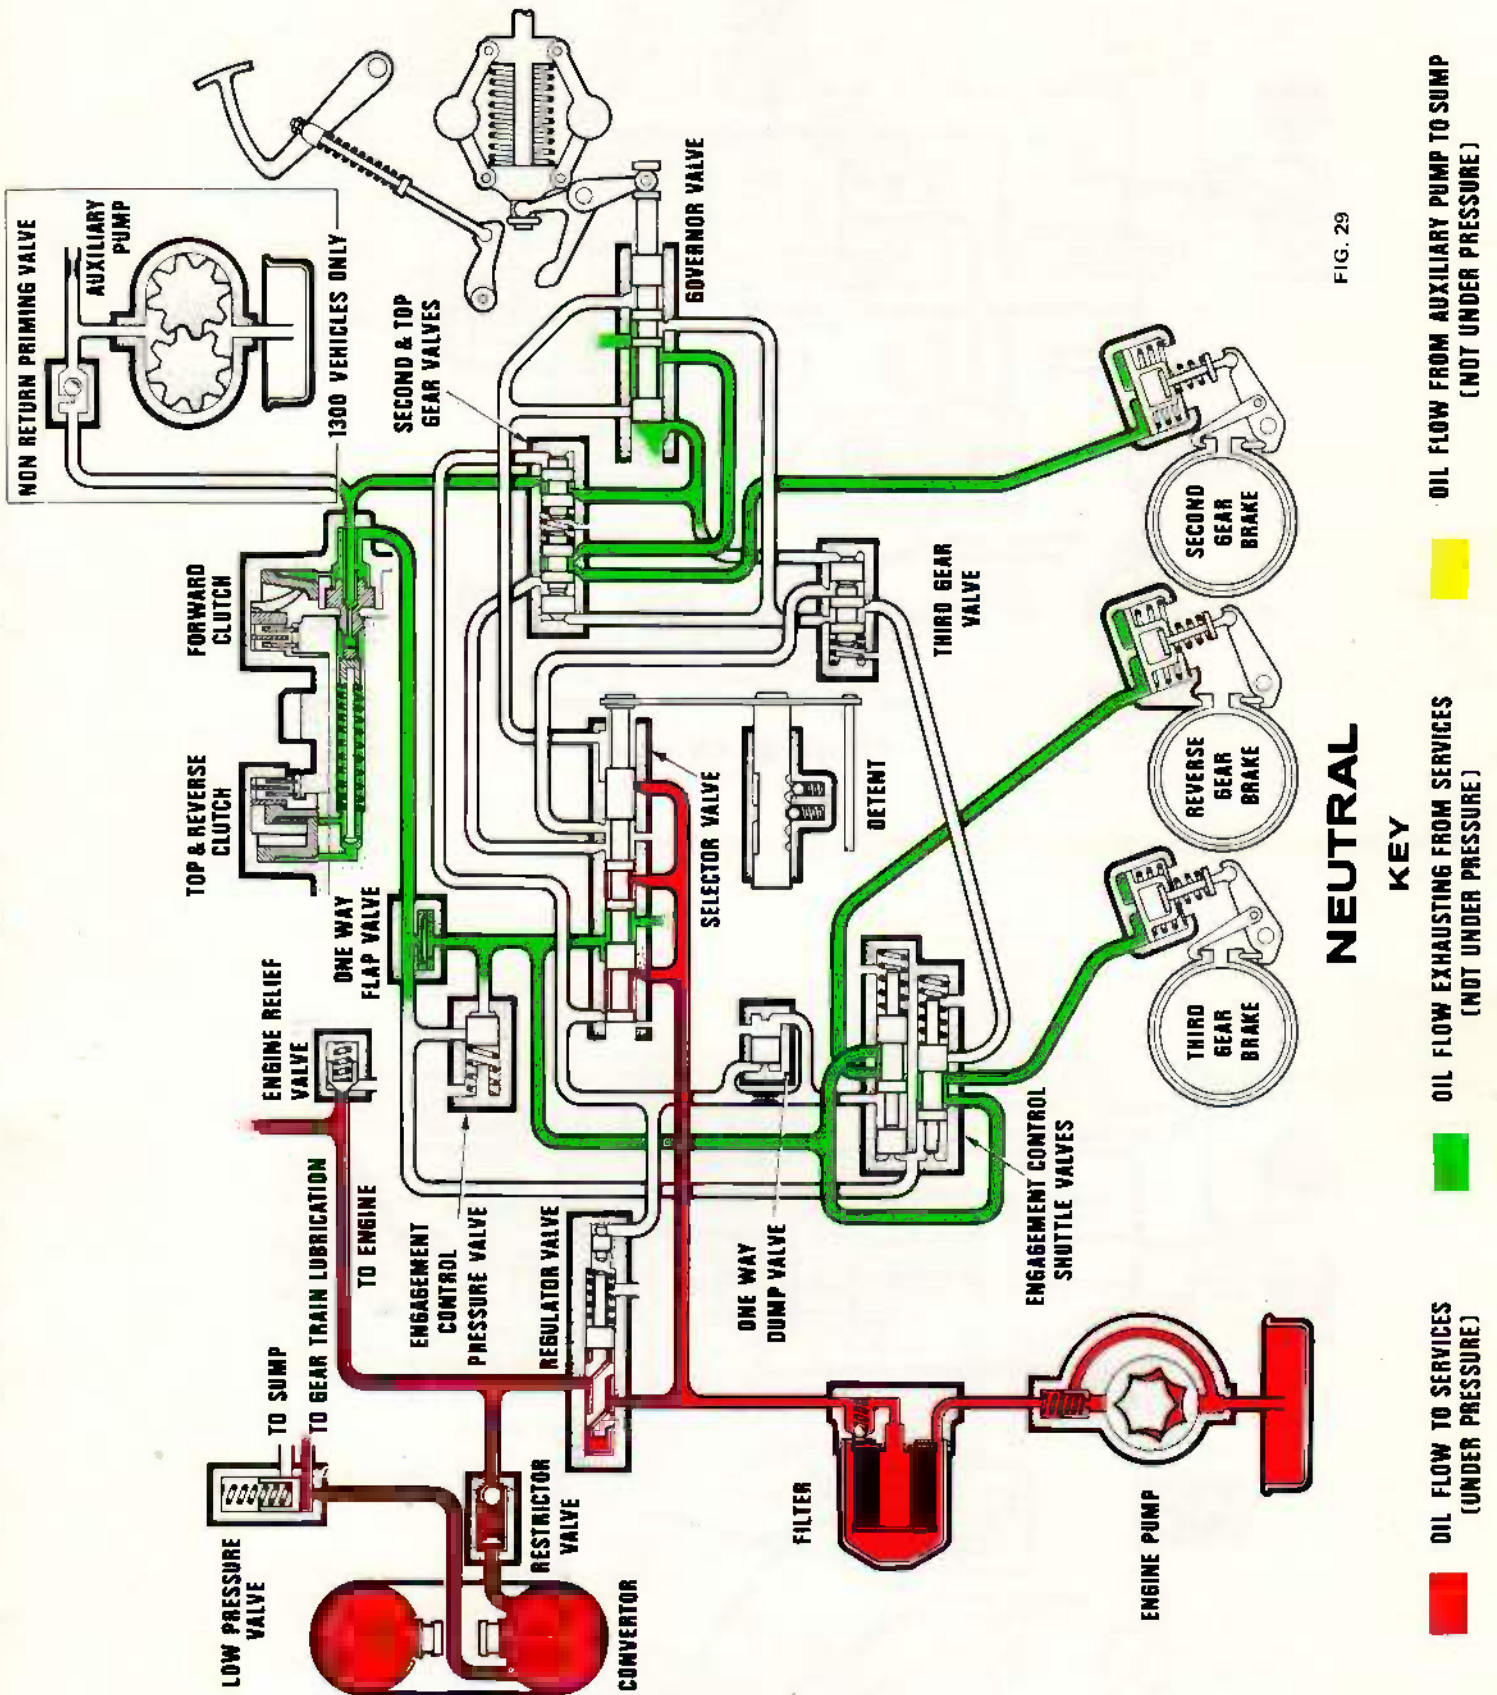 LOW PRESSURE
VALVE
TO SUMP
TO GEAR TRAIN LUBRICATION
TO ENGINE
ENGINE RELIEF
VALVE
ONE WAY
FLAP VALVE
TOP & REVERSE
CLUTCH
FORWARD
CLUTCH
NON RETURN PRIMING VALVE
AUXILIARY
PUMP
1300 VEHICLES ONLY
SECOND & TOP
GEAR VALVES
GOVERNOR VALVE
CONVERTOR
RESTRICTOR
VALVE
REGULATOR VALVE
ENGAGEMENT
CONTROL
PRESSURE VALVE
SELECTOR VALVE
DETENT
THIRD GEAR
VALVE
FILTER
ONE WAY
DUMP VALVE
ENGAGEMENT CONTROL
SHUTTLE VALVES
ENGINE PUMP
THIRD
GEAR
BRAKE
REVERSE
GEAR
BRAKE
SECOND
GEAR
BRAKE
NEUTRAL
FIG. 29
KEY
OIL FLOW TO SERVICES
(UNDER PRESSURE)
OIL FLOW EXHAUSTING FROM SERVICES
(NOT UNDER PRESSURE)
OIL FLOW FROM AUXILIARY PUMP TO SUMP
(NOT UNDER PRESSURE)